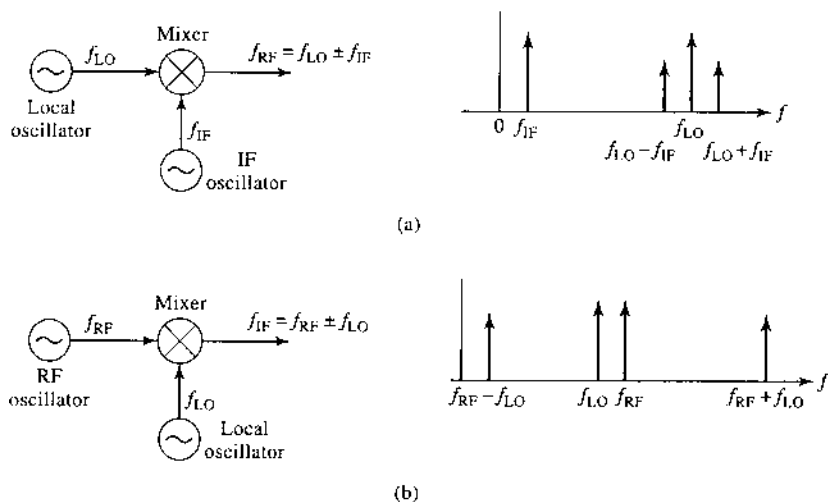 Mixer
f_LO
f_RF = f_LO ± f_IF
Local
oscillator
f_IF
IF
oscillator
0 f_IF
f_LO
f
f_LO − f_IF
f_LO + f_IF
(a)
Mixer
f_RF
f_IF = f_RF ± f_LO
RF
oscillator
f_LO
Local
oscillator
f_RF − f_LO
f_LO f_RF
f_RF + f_LO
f
(b)